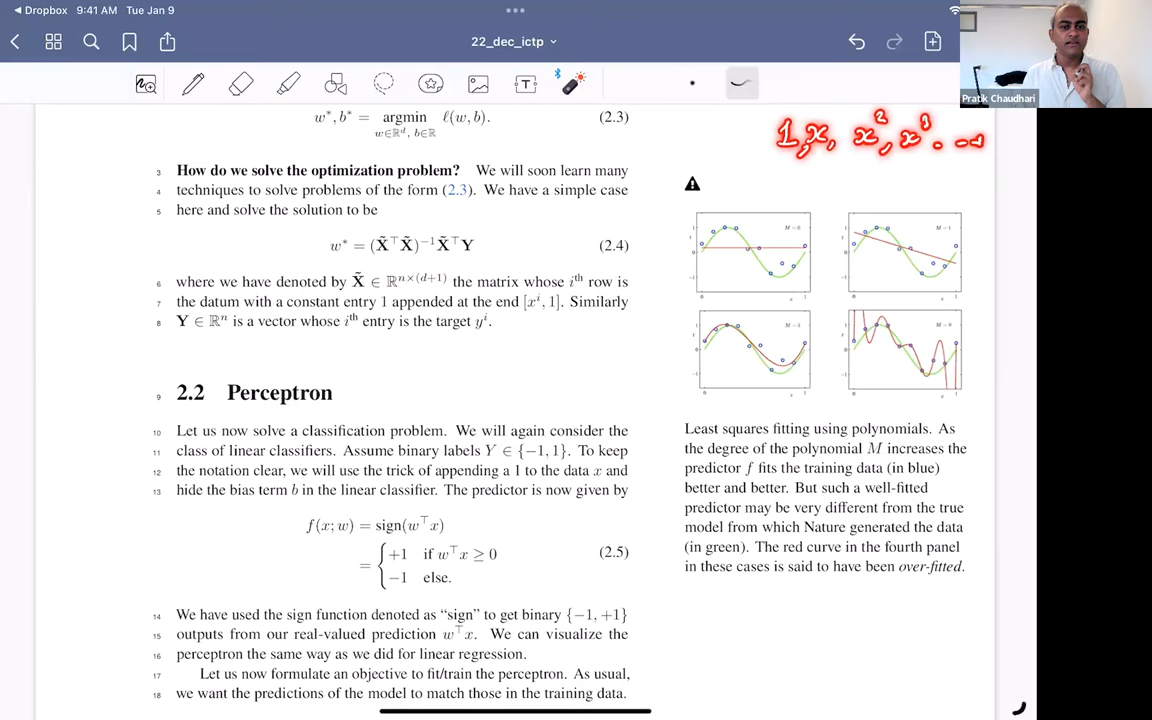 Dropbox 9:41 AM Tue Jan 9
22_dec_ictp
Pratik Chaudhari
w*, b* = argmin ℓ(w, b). (2.3)
w∈ℝᵈ, b∈ℝ
1, x, x², x³ . . .
3 How do we solve the optimization problem? We will soon learn many
4 techniques to solve problems of the form (2.3). We have a simple case
5 here and solve the solution to be
w* = (X̃⊤X̃)⁻¹X̃⊤Y (2.4)
6 where we have denoted by X̃ ∈ ℝⁿˣ⁽ᵈ⁺¹⁾ the matrix whose iᵗʰ row is
7 the datum with a constant entry 1 appended at the end [xⁱ, 1]. Similarly
8 Y ∈ ℝⁿ is a vector whose iᵗʰ entry is the target yⁱ.
9 2.2 Perceptron
10 Let us now solve a classification problem. We will again consider the
11 class of linear classifiers. Assume binary labels Y ∈ {−1, 1}. To keep
12 the notation clear, we will use the trick of appending a 1 to the data x and
13 hide the bias term b in the linear classifier. The predictor is now given by
f(x; w) = sign(w⊤x)
= { +1 if w⊤x ≥ 0 (2.5)
−1 else.
14 We have used the sign function denoted as “sign” to get binary {−1, +1}
15 outputs from our real-valued prediction w⊤x. We can visualize the
16 perceptron the same way as we did for linear regression.
17 Let us now formulate an objective to fit/train the perceptron. As usual,
18 we want the predictions of the model to match those in the training data.
M = 0
M = 1
M = 3
M = 9
Least squares fitting using polynomials. As
the degree of the polynomial M increases the
predictor f fits the training data (in blue)
better and better. But such a well-fitted
predictor may be very different from the true
model from which Nature generated the data
(in green). The red curve in the fourth panel
in these cases is said to have been over-fitted.